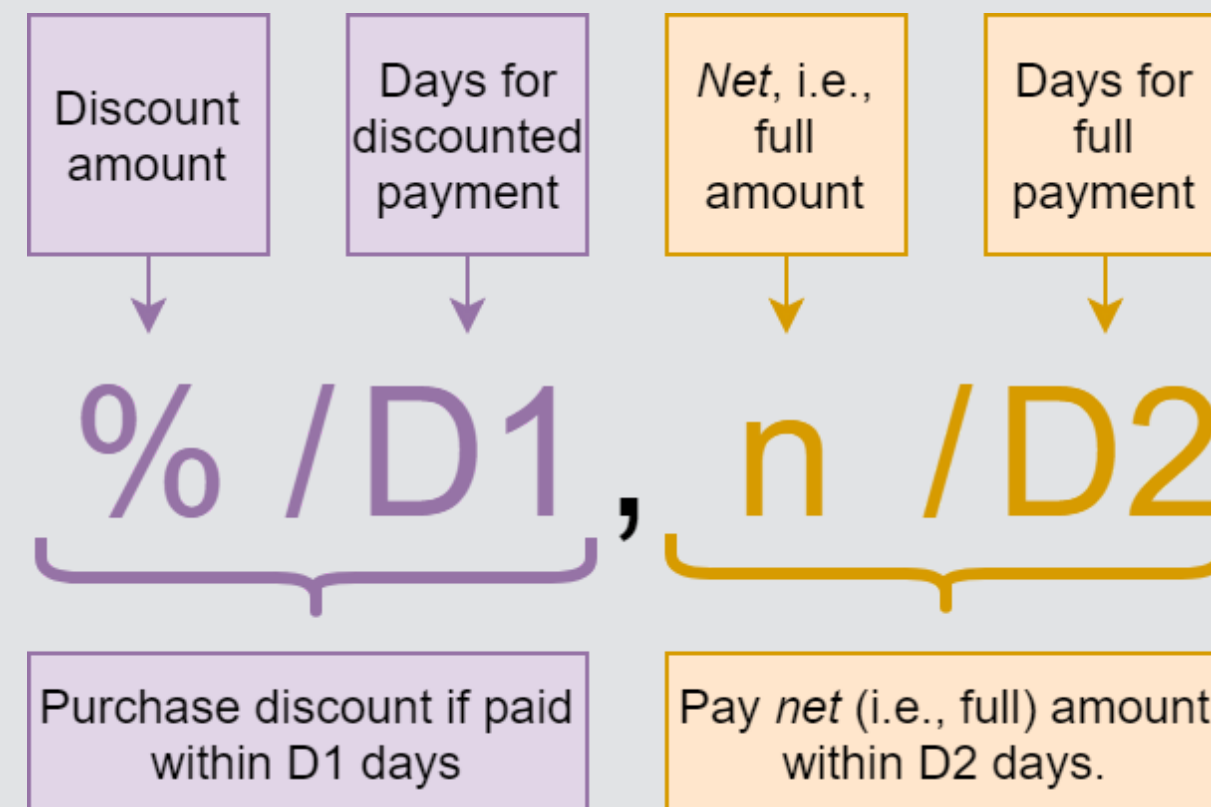 Discount
amount
Days for
discounted
payment
Net, i.e.,
full
amount
Days for
full
payment
% / D1 , n / D2
Purchase discount if paid
within D1 days
Pay net (i.e., full) amount
within D2 days.